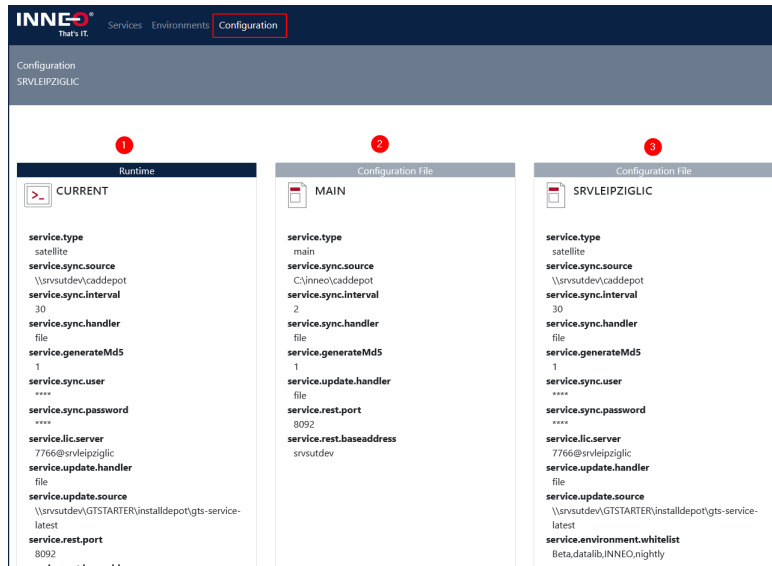 INNEO®
That's IT.
Services Environments Configuration
Configuration
SRVLEIPZIGLIC
1
2
3
Runtime
>_ CURRENT
service.type
satellite
service.sync.source
\\srvsutdev\caddepot
service.sync.interval
30
service.sync.handler
file
service.generateMd5
1
service.sync.user
****
service.sync.password
****
service.lic.server
7766@srvleipziglic
service.update.handler
file
service.update.source
\\srvsutdev\GTSTARTER\installdepot\gts-service-
latest
service.rest.port
8092
Configuration File
MAIN
service.type
main
service.sync.source
C:\inneo\caddepot
service.sync.interval
2
service.sync.handler
file
service.generateMd5
1
service.update.handler
file
service.rest.port
8092
service.rest.baseaddress
srvsutdev
Configuration File
SRVLEIPZIGLIC
service.type
satellite
service.sync.source
\\srvsutdev\caddepot
service.sync.interval
30
service.sync.handler
file
service.generateMd5
1
service.sync.user
****
service.sync.password
****
service.lic.server
7766@srvleipziglic
service.update.handler
file
service.update.source
\\srvsutdev\GTSTARTER\installdepot\gts-service-
latest
service.environment.whitelist
Beta,datalib,INNEO,nightly